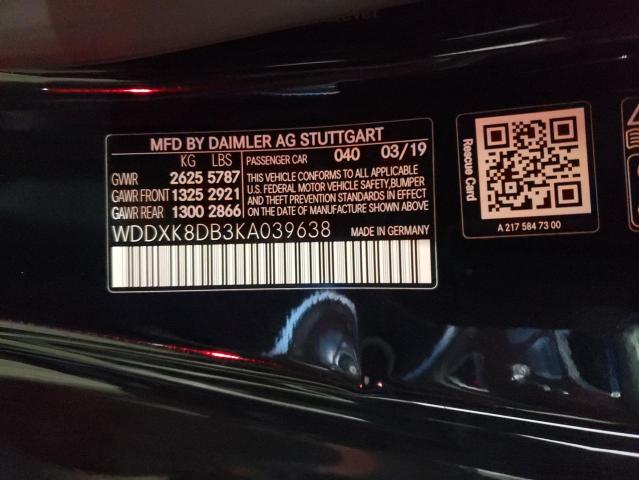 MFD BY DAIMLER AG STUTTGART
KG LBS PASSENGER CAR 040 03/19
GVWR 2625 5787
GAWR FRONT 1325 2921
GAWR REAR 1300 2866
THIS VEHICLE CONFORMS TO ALL APPLICABLE
U.S. FEDERAL MOTOR VEHICLE SAFETY, BUMPER
AND THEFT PREVENTION STANDARDS IN EFFECT
ON THE DATE OF MANUFACTURE SHOWN ABOVE
WDDXK8DB3KA039638 MADE IN GERMANY
Rescue Card
A 217 584 73 00